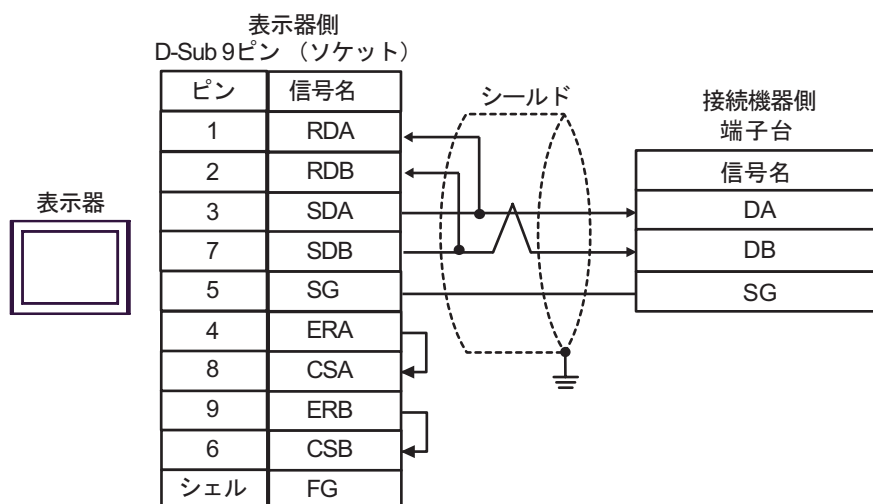 表示器側
D-Sub 9ピン （ソケット）
ピン 信号名
1 RDA
2 RDB
3 SDA
7 SDB
5 SG
4 ERA
8 CSA
9 ERB
6 CSB
シェル FG
表示器
シールド
接続機器側
端子台
信号名
DA
DB
SG